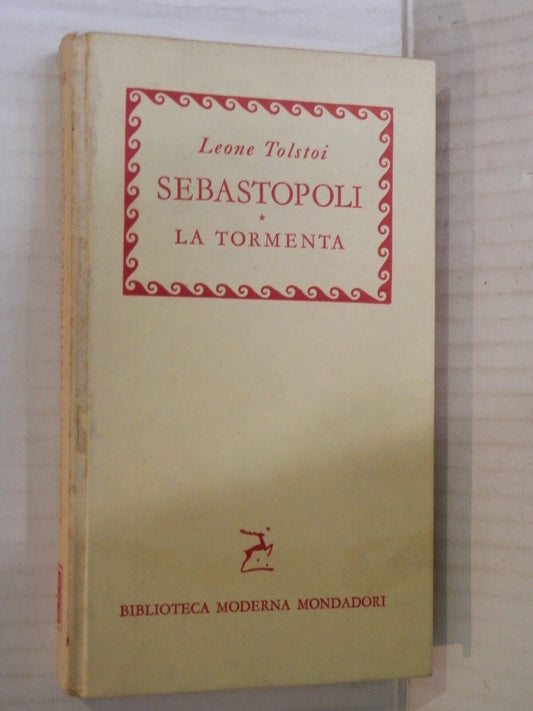 Leone Tolstoi
SEBASTOPOLI
*
LA TORMENTA
BIBLIOTECA MODERNA MONDADORI